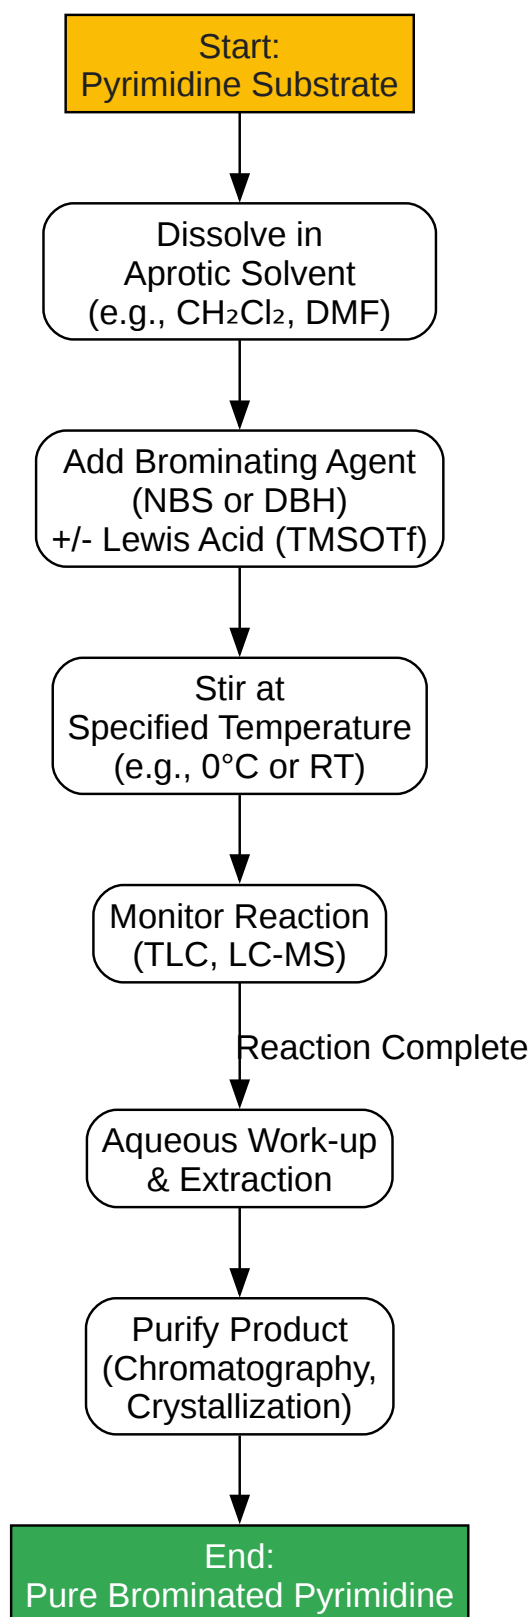 Start:
Pyrimidine Substrate
Dissolve in
Aprotic Solvent
(e.g., CH₂Cl₂, DMF)
Add Brominating Agent
(NBS or DBH)
+/- Lewis Acid (TMSOTf)
Stir at
Specified Temperature
(e.g., 0°C or RT)
Monitor Reaction
(TLC, LC-MS)
Reaction Complete
Aqueous Work-up
& Extraction
Purify Product
(Chromatography,
Crystallization)
End:
Pure Brominated Pyrimidine